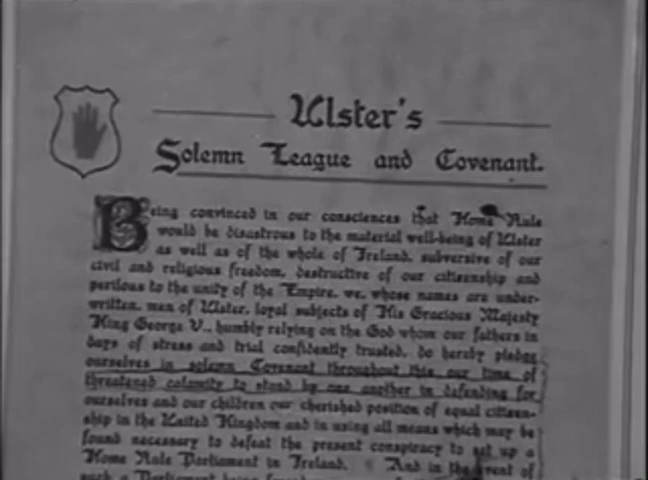 Ulster's
Solemn League and Covenant.
Being convinced in our consciences that Home Rule
would be disastrous to the material well-being of Ulster
as well as of the whole of Ireland, subversive of our
civil and religious freedom, destructive of our citizenship and
perilous to the unity of the Empire, we, whose names are under-
written, men of Ulster, loyal subjects of His Gracious Majesty
King George V., humbly relying on the God whom our fathers in
days of stress and trial confidently trusted, do hereby pledge
ourselves in solemn Covenant throughout this our time of
threatened calamity to stand by one another in defending for
ourselves and our children our cherished position of equal citizen-
ship in the United Kingdom and in using all means which may be
found necessary to defeat the present conspiracy to set up a
Home Rule Parliament in Ireland. And in the event of
such a Parliament being